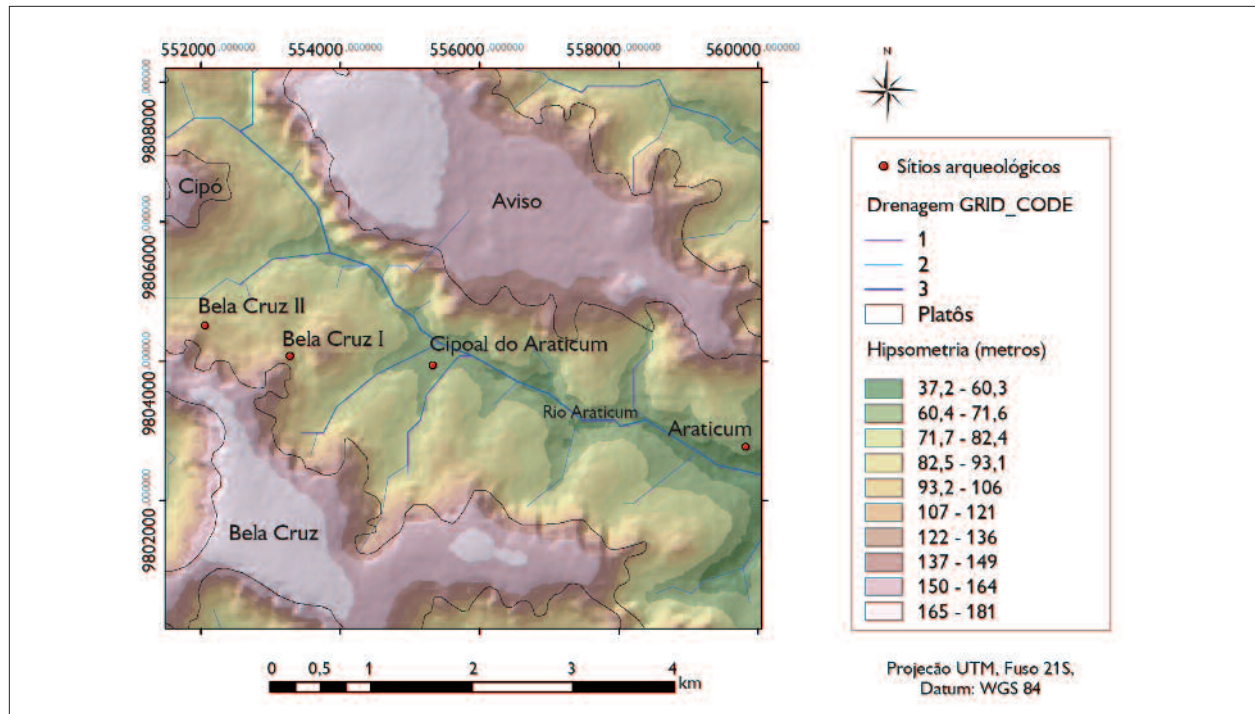 552000,000000 554000,000000 556000,000000 558000,000000 560000,000000
N
9808000,000000
9806000,000000
9804000,000000
9802000,000000
Cipó
Aviso
Bela Cruz II
Bela Cruz I
Cipoal do Araticum
Rio Araticum
Araticum
Bela Cruz
Sítios arqueológicos
Drenagem GRID_CODE
1
2
3
Platôs
Hipsometria (metros)
37,2 - 60,3
60,4 - 71,6
71,7 - 82,4
82,5 - 93,1
93,2 - 106
107 - 121
122 - 136
137 - 149
150 - 164
165 - 181
0 0,5 1 2 3 4
km
Projecão UTM, Fuso 21S,
Datum: WGS 84